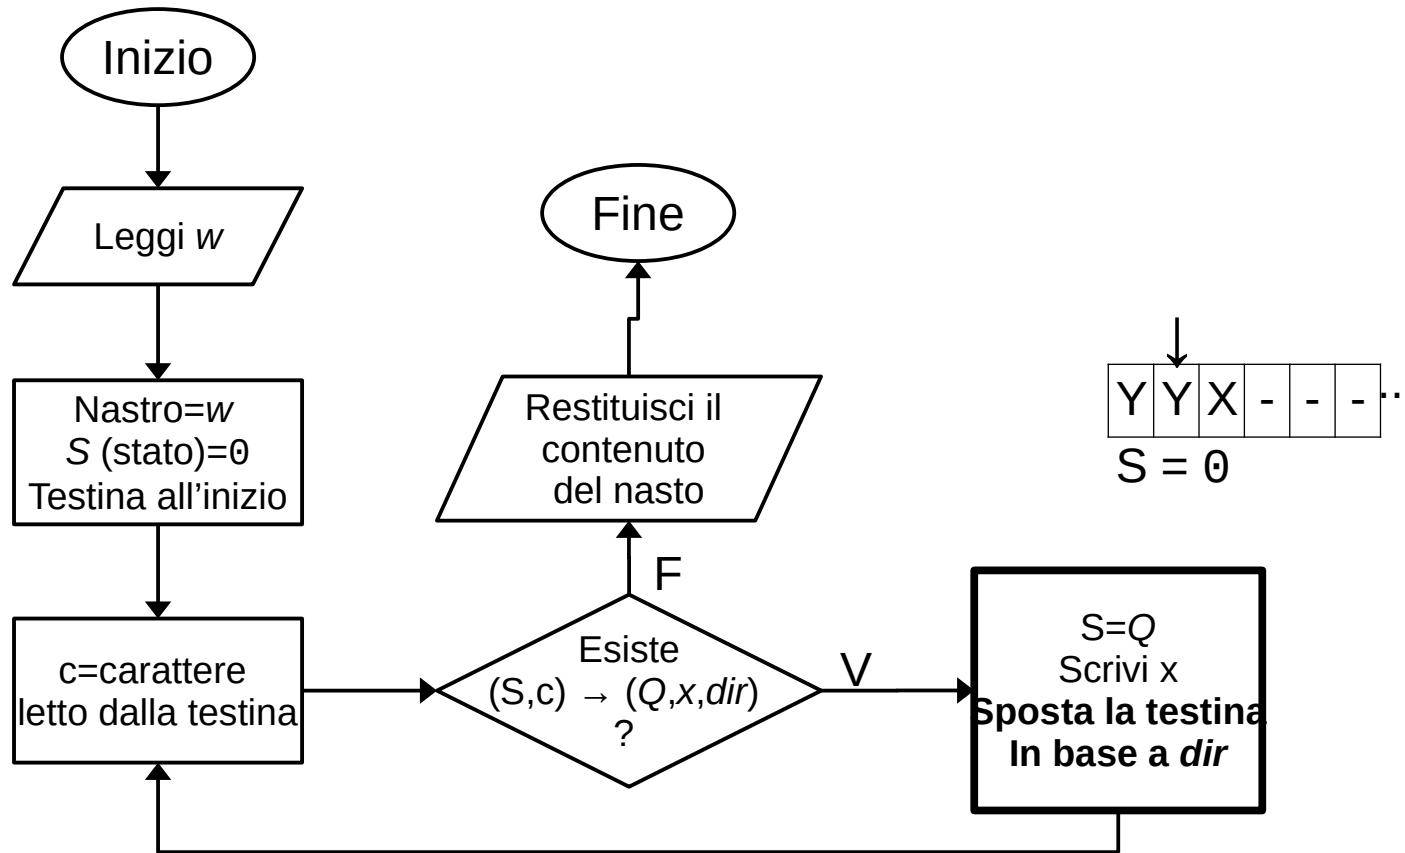 Inizio
Leggi w
Nastro=w
S (stato)=0
Testina all’inizio
c=carattere
letto dalla testina
Fine
Restituisci il
contenuto
del nasto
F
Esiste
(S,c) → (Q,x,dir)
?
V
S=Q
Scrivi x
Sposta la testina
In base a dir
Y Y X - - - ..
S = 0